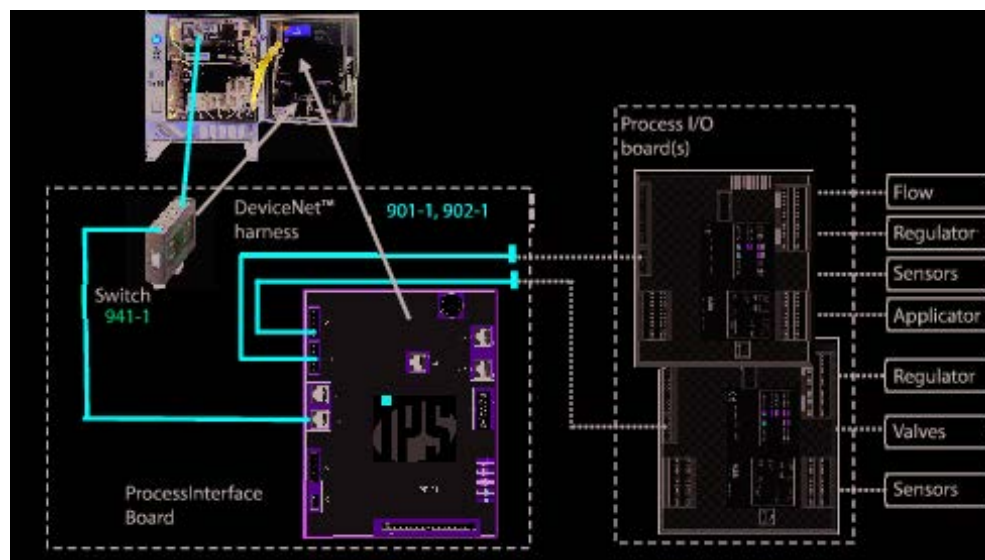 Process I/O
board(s)
DeviceNet™
harness
901-1, 902-1
Flow
Regulator
Sensors
Applicator
Switch
941-1
Regulator
Valves
Sensors
IPS
ProcessInterface
Board